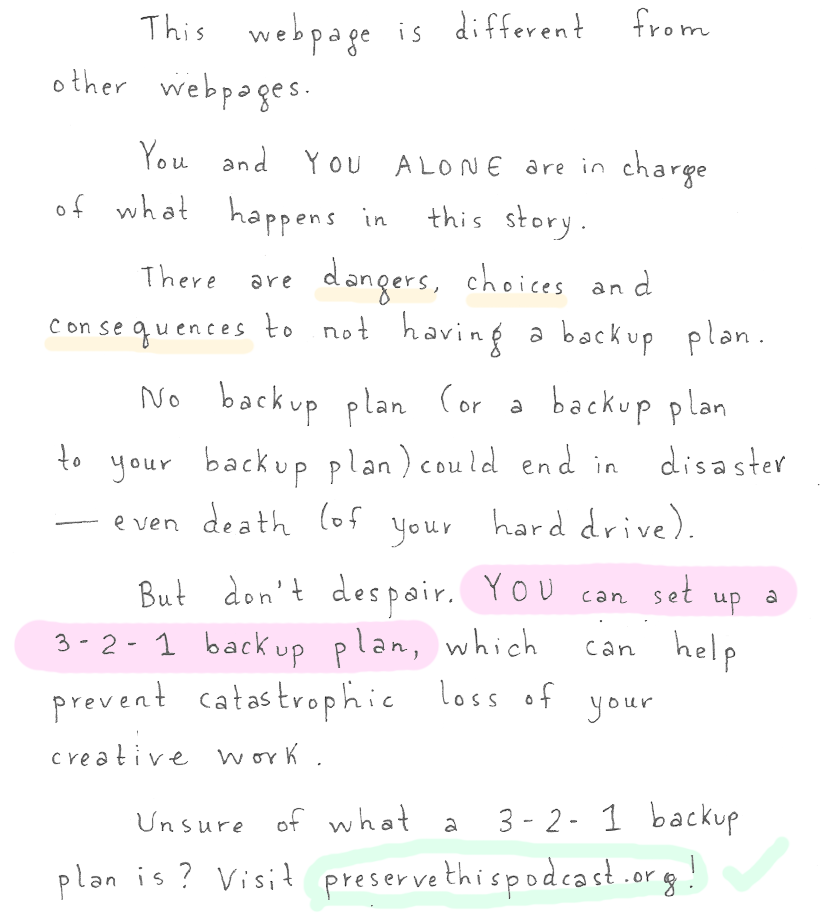 This webpage is different from
other webpages.
You and YOU ALONE are in charge
of what happens in this story.
There are dangers, choices and
consequences to not having a backup plan.
No backup plan (or a backup plan
to your backup plan) could end in disaster
— even death (of your hard drive).
But don't despair. YOU can set up a
3-2-1 backup plan, which can help
prevent catastrophic loss of your
creative work.
Unsure of what a 3-2-1 backup
plan is? Visit preservethispodcast.org!